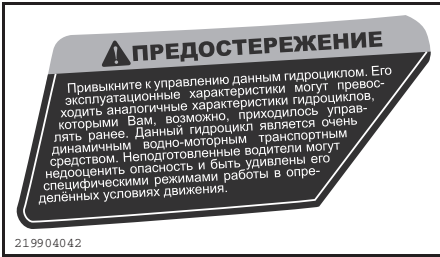 ПРЕДОСТЕРЕЖЕНИЕ
Привыкните к управлению данным гидроциклом. Его
эксплуатационные характеристики могут превос-
ходить аналогичные характеристики гидроциклов,
которыми Вам, возможно, приходилось управ-
лять ранее. Данный гидроцикл является очень
динамичным водно-моторным транспортным
средством. Неподготовленные водители могут
недооценить опасность и быть удивлены его
специфическими режимами работы в опре-
делённых условиях движения.
219904042